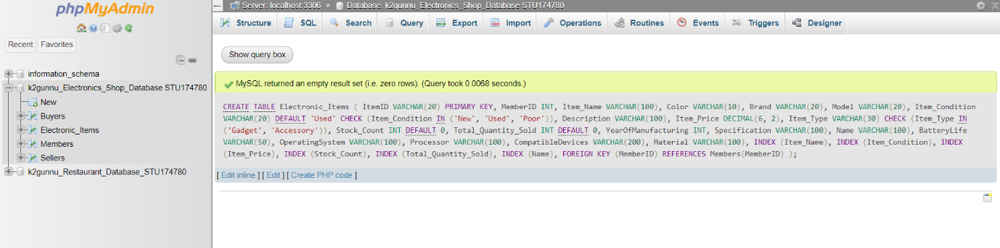 phpMyAdmin
Recent Favorites
information_schema
k2gunnu_Electronics_Shop_Database STU174780
New
Buyers
Electronic_Items
Members
Sellers
k2gunnu_Restaurant_Database_STU174780
Server: localhost:3306 » Database: k2gunnu_Electronics_Shop_Database STU174780
Structure SQL Search Query Export Import Operations Routines Events Triggers Designer
Show query box
MySQL returned an empty result set (i.e. zero rows). (Query took 0.0068 seconds.)
CREATE TABLE Electronic_Items ( ItemID VARCHAR(20) PRIMARY KEY, MemberID INT, Item_Name VARCHAR(100), Color VARCHAR(10), Brand VARCHAR(20), Model VARCHAR(20), Item_Condition
VARCHAR(20) DEFAULT 'Used' CHECK (Item_Condition IN ('New', 'Used', 'Poor')), Description VARCHAR(100), Item_Price DECIMAL(6, 2), Item_Type VARCHAR(30) CHECK (Item_Type IN
('Gadget', 'Accessory')), Stock_Count INT DEFAULT 0, Total_Quantity_Sold INT DEFAULT 0, YearOfManufacturing INT, Specification VARCHAR(100), Name VARCHAR(100), BatteryLife
VARCHAR(50), OperatingSystem VARCHAR(100), Processor VARCHAR(100), CompatibleDevices VARCHAR(200), Material VARCHAR(100), INDEX (Item_Name), INDEX (Item_Condition), INDEX
(Item_Price), INDEX (Stock_Count), INDEX (Total_Quantity_Sold), INDEX (Name), FOREIGN KEY (MemberID) REFERENCES Members(MemberID) );
[ Edit inline ] [ Edit ] [ Create PHP code ]